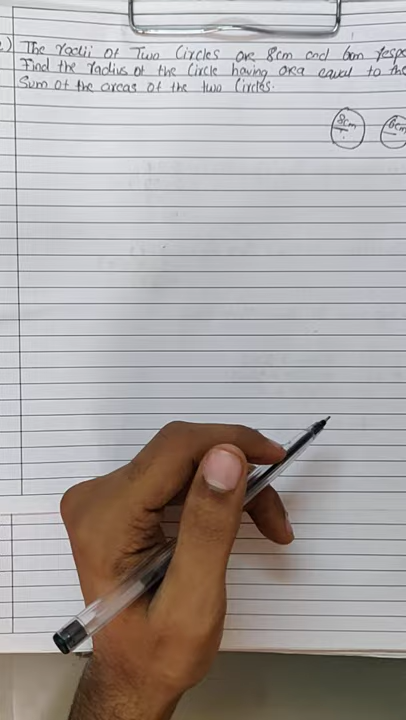 ) The radii of Two Circles are 8cm and 6cm resp
Find the radius of the Circle having area equal to the
Sum of the areas of the two Circles.
8cm 6cm